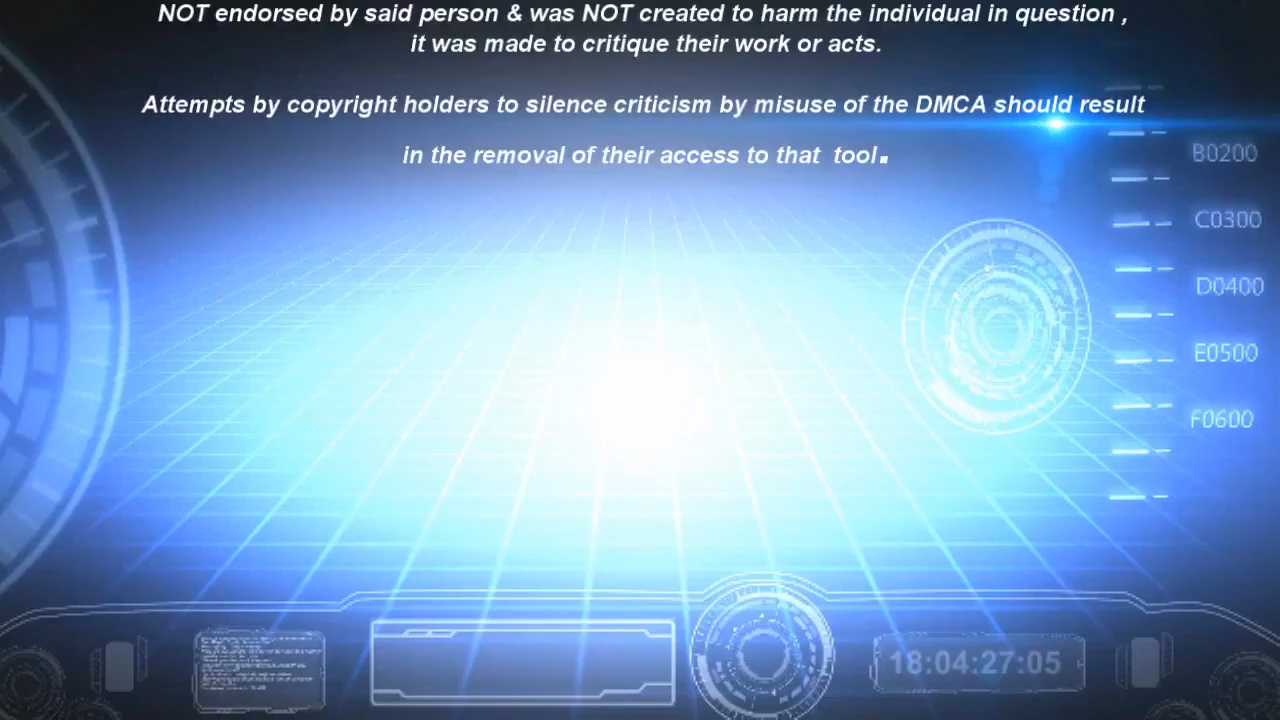 NOT endorsed by said person & was NOT created to harm the individual in question ,
it was made to critique their work or acts.
Attempts by copyright holders to silence criticism by misuse of the DMCA should result
in the removal of their access to that tool.
B0200
C0300
D0400
E0500
F0600
18:04:27:05